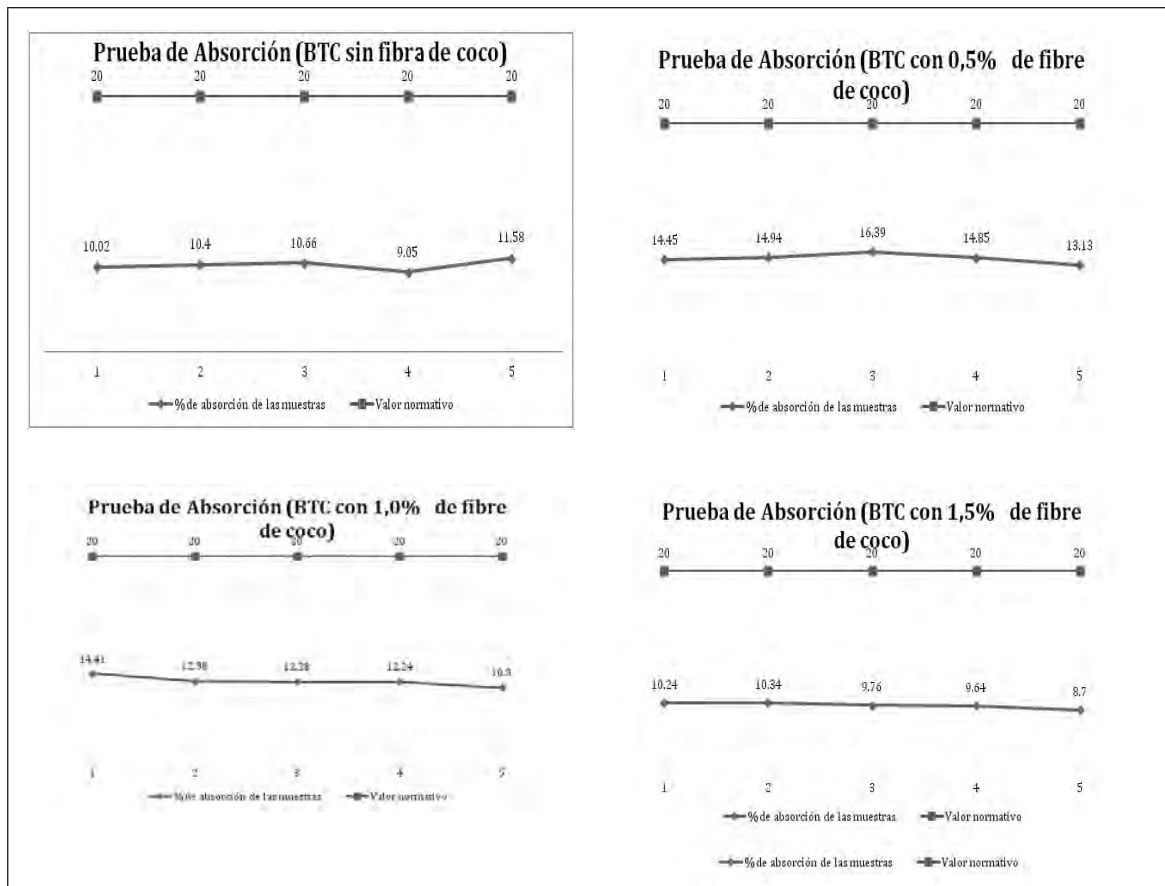 Prueba de Absorción (BTC sin fibra de coco)
20 20 20 20 20
10.02 10.4 10.66 9.05 11.58
1 2 3 4 5
% de absorción de las muestras Valor normativo
Prueba de Absorción (BTC con 0,5% de fibre
de coco)
20 20 20 20 20
14.45 14.94 16.39 14.85 13.13
1 2 3 4 5
% de absorción de las muestras Valor normativo
Prueba de Absorción (BTC con 1,0% de fibre
de coco)
20 20 20 20 20
14.41 12.98 12.28 12.24 10.3
1 2 3 4 5
% de absorción de las muestras Valor normativo
Prueba de Absorción (BTC con 1,5% de fibre
de coco)
20 20 20 20 20
10.24 10.34 9.76 9.64 8.7
1 2 3 4 5
% de absorción de las muestras Valor normativo
% de absorción de las muestras Valor normativo